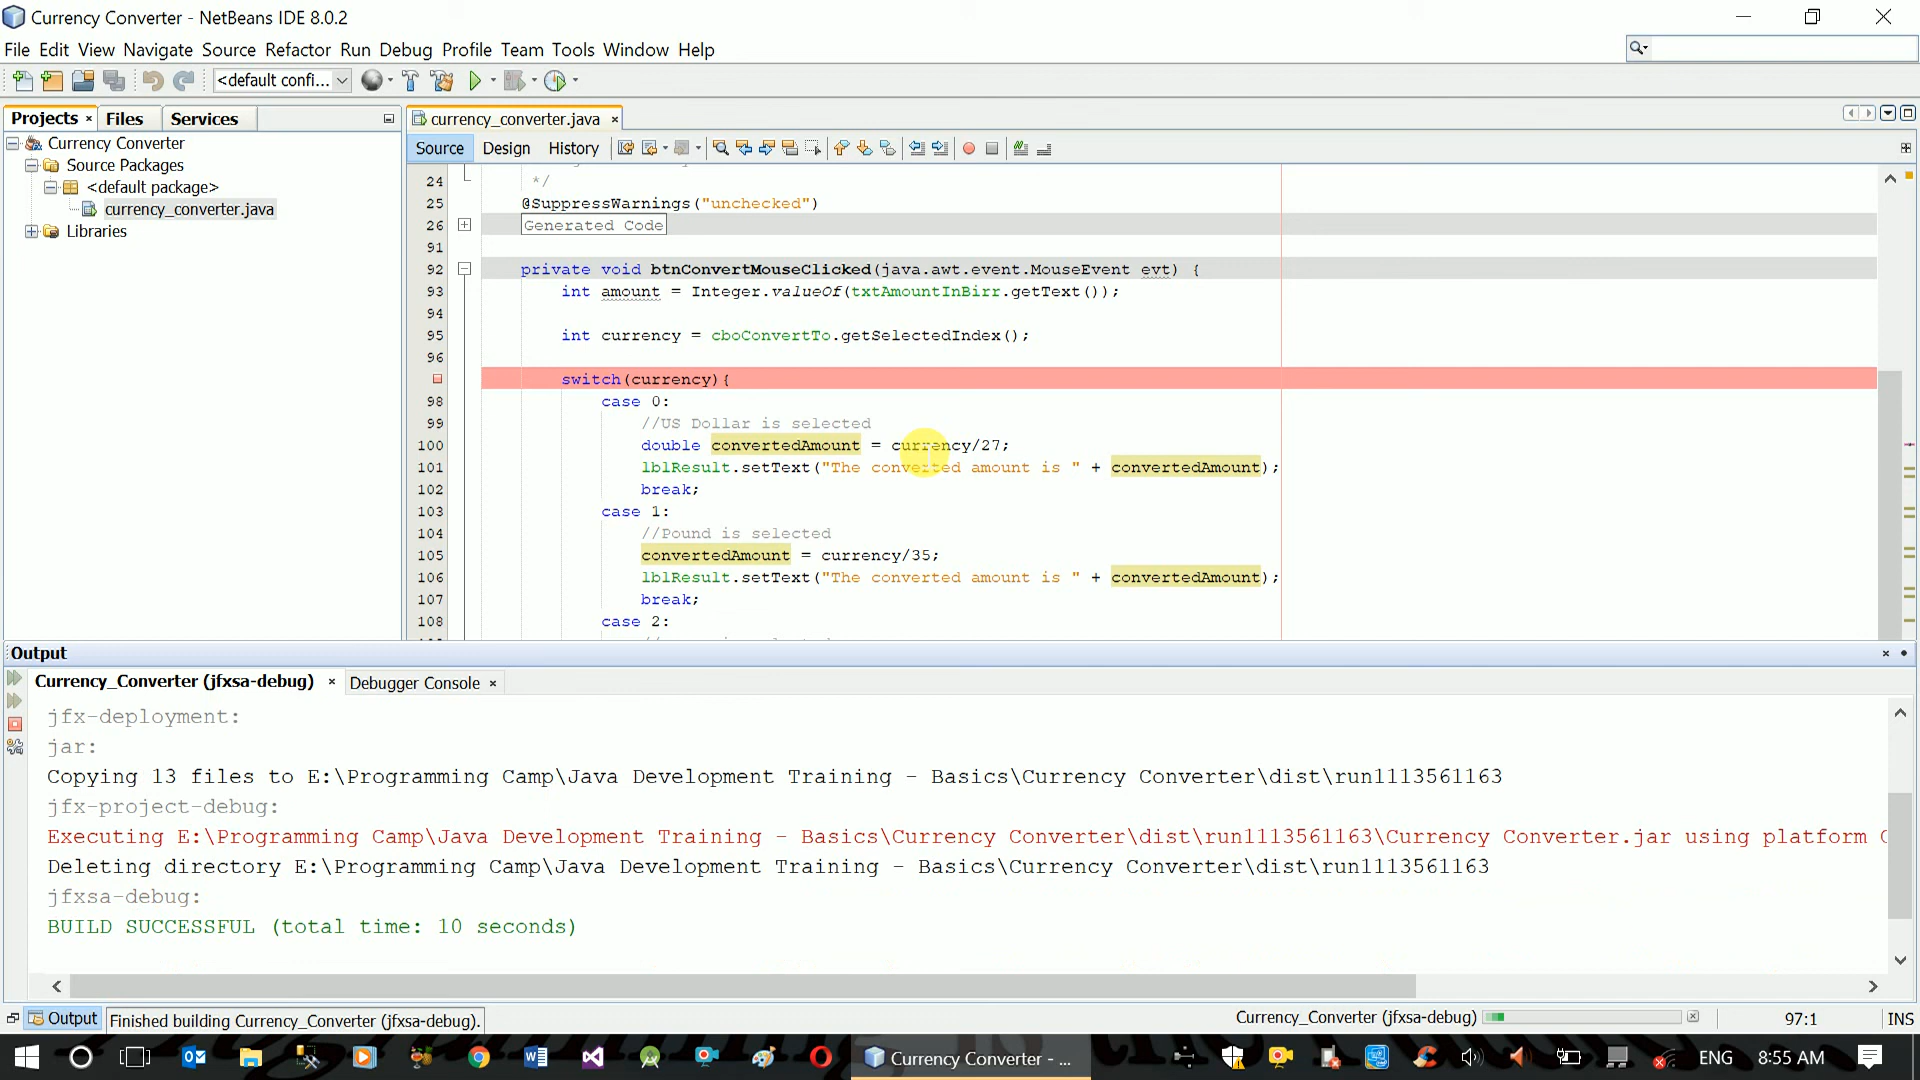 Currency Converter - NetBeans IDE 8.0.2
File Edit View Navigate Source Refactor Run Debug Profile Team Tools Window Help
<default confi...
Projects Files Services
currency_converter.java
Currency Converter
Source Packages
<default package>
currency_converter.java
Libraries
Source Design History
24 */
25 @SuppressWarnings("unchecked")
26 Generated Code
91
92 private void btnConvertMouseClicked(java.awt.event.MouseEvent evt) {
93 int amount = Integer.valueOf(txtAmountInBirr.getText());
94
95 int currency = cboConvertTo.getSelectedIndex();
96
switch(currency){
98 case 0:
99 //US Dollar is selected
100 double convertedAmount = currency/27;
101 lblResult.setText("The converted amount is " + convertedAmount);
102 break;
103 case 1:
104 //Pound is selected
105 convertedAmount = currency/35;
106 lblResult.setText("The converted amount is " + convertedAmount);
107 break;
108 case 2:
Output
Currency_Converter (jfxsa-debug) Debugger Console
jfx-deployment:
jar:
Copying 13 files to E:\Programming Camp\Java Development Training - Basics\Currency Converter\dist\run1113561163
jfx-project-debug:
Executing E:\Programming Camp\Java Development Training - Basics\Currency Converter\dist\run1113561163\Currency Converter.jar using platform
Deleting directory E:\Programming Camp\Java Development Training - Basics\Currency Converter\dist\run1113561163
jfxsa-debug:
BUILD SUCCESSFUL (total time: 10 seconds)
Output Finished building Currency_Converter (jfxsa-debug).
Currency_Converter (jfxsa-debug)
97:1 INS
Currency Converter - ...
ENG 8:55 AM